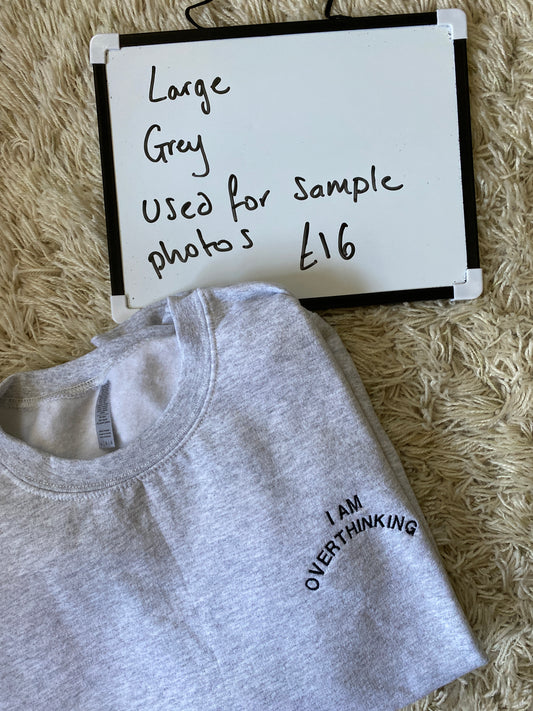 Large
Grey
used for sample
photos £16
I AM
OVERTHINKING